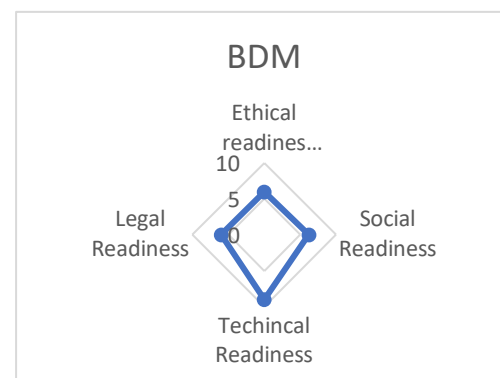 BDM
Ethical
readines...
10
5
0
Legal
Readiness
Social
Readiness
Techincal
Readiness